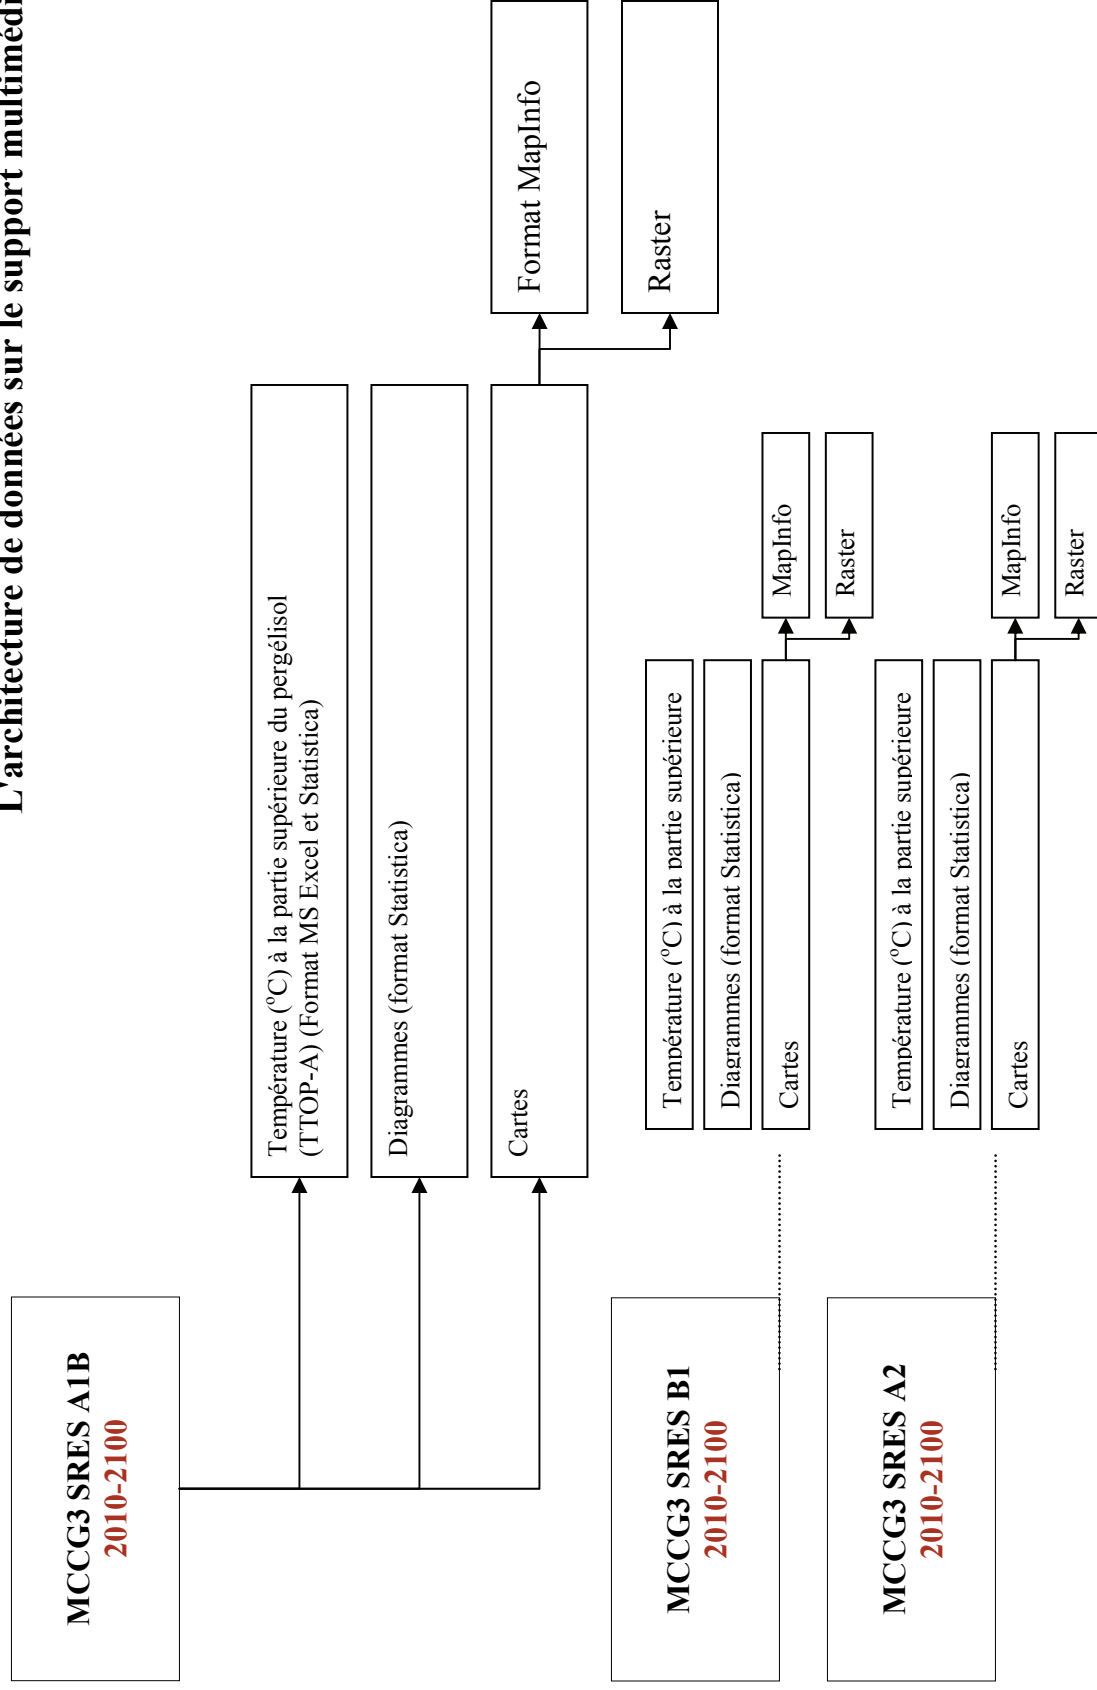 L'architecture de données sur le support
MCCG3 SRES A1B
2010-2100
Température (°C) à la partie supérieure du pergélisol
(TTOP-A) (Format MS Excel et Statistica)
Diagrammes (format Statistica)
Cartes
Format MapInfo
Raster
MCCG3 SRES B1
2010-2100
Température (°C) à la partie supérieure
Diagrammes (format Statistica)
Cartes
MapInfo
Raster
MCCG3 SRES A2
2010-2100
Température (°C) à la partie supérieure
Diagrammes (format Statistica)
Cartes
MapInfo
Raster